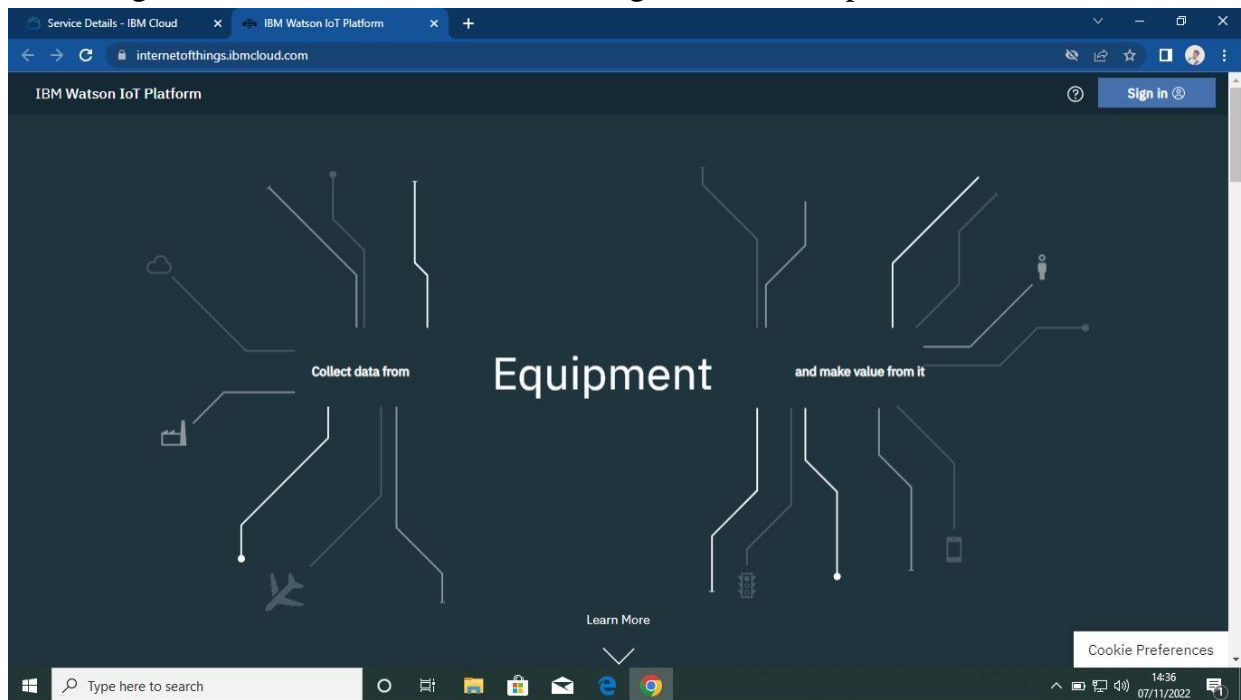 Service Details - IBM Cloud
IBM Watson IoT Platform
internetofthings.ibmcloud.com
IBM Watson IoT Platform
Sign in
Collect data from Equipment and make value from it
Learn More
Cookie Preferences
Type here to search
14:36
07/11/2022
1